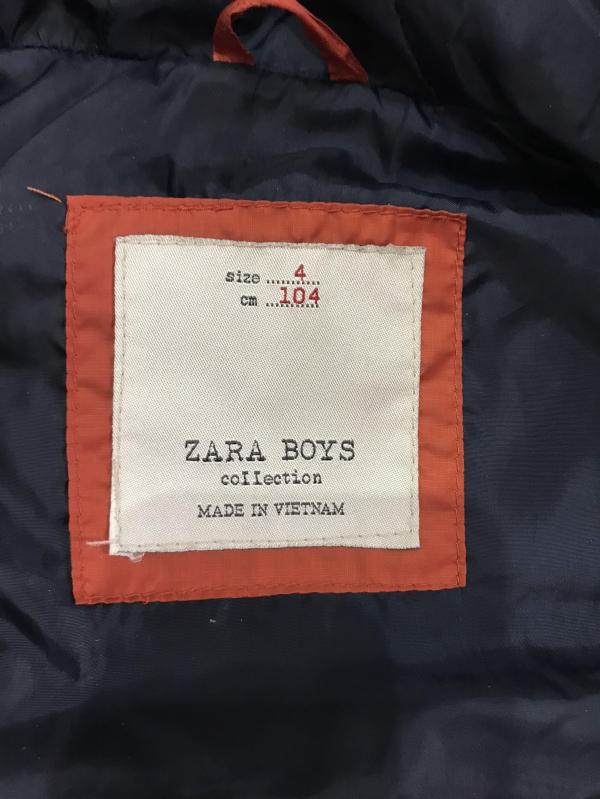 size 4
cm 104
ZARA BOYS
collection
MADE IN VIETNAM